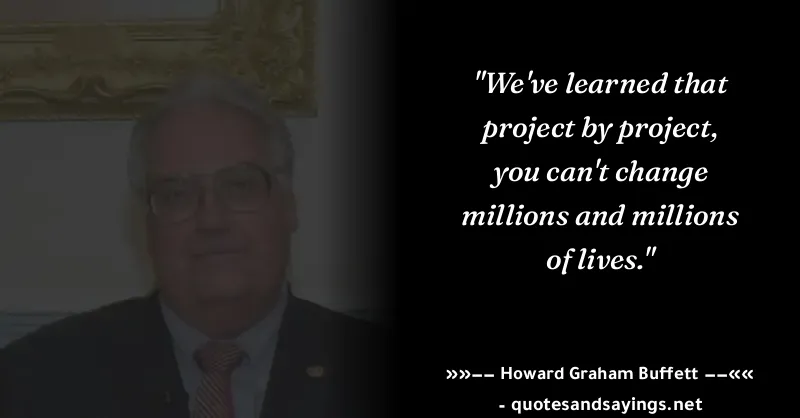 "We've learned that
project by project,
you can't change
millions and millions
of lives."
»»−− Howard Graham Buffett −−««
- quotesandsayings.net